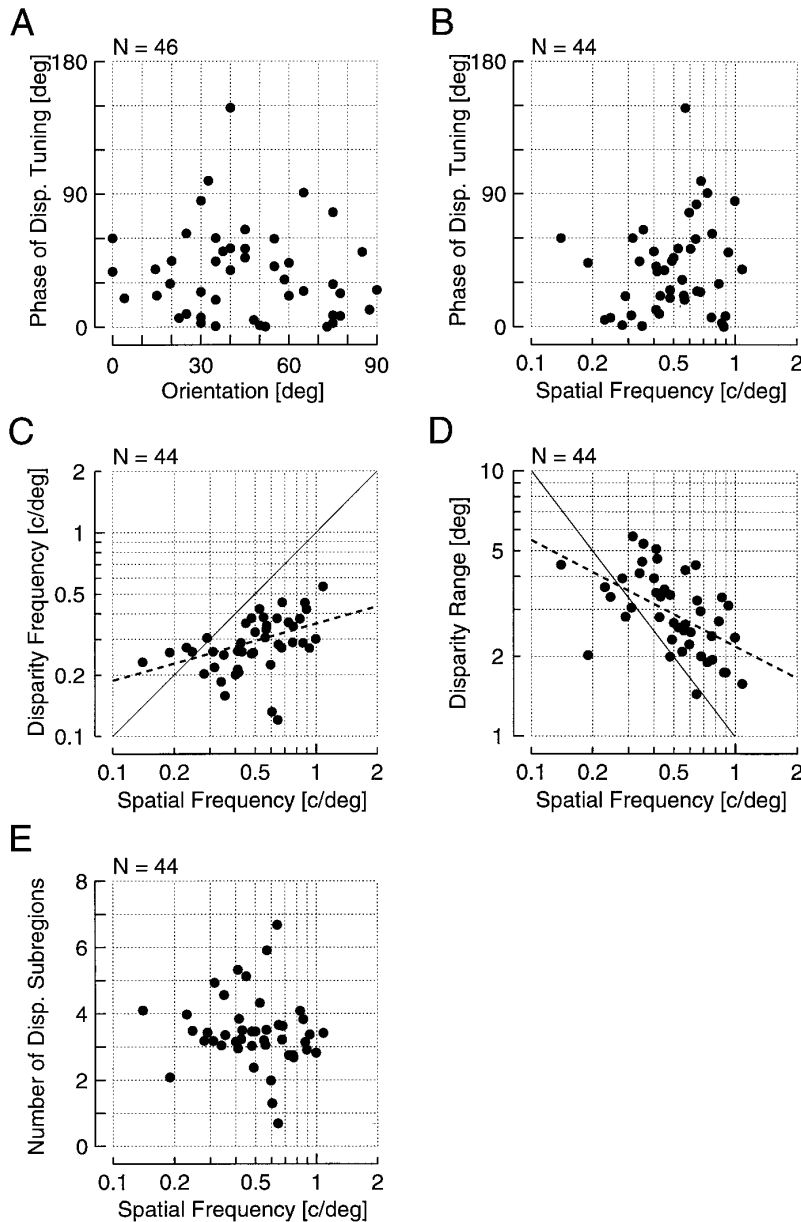 A
N = 46
Phase of Disp. Tuning [deg]
180
90
0
0 10 30 50 70 90
Orientation [deg]
B
N = 44
Phase of Disp. Tuning [deg]
180
90
0
0.1 0.2 0.5 1 2
Spatial Frequency [c/deg]
C
N = 44
Disparity Frequency [c/deg]
2
1
0.5
0.2
0.1
0.1 0.2 0.5 1 2
Spatial Frequency [c/deg]
D
N = 44
Disparity Range [deg]
10
5
2
1
0.1 0.2 0.5 1 2
Spatial Frequency [c/deg]
E
N = 44
Number of Disp. Subregions
8
6
4
2
0
0.1 0.2 0.5 1 2
Spatial Frequency [c/deg]